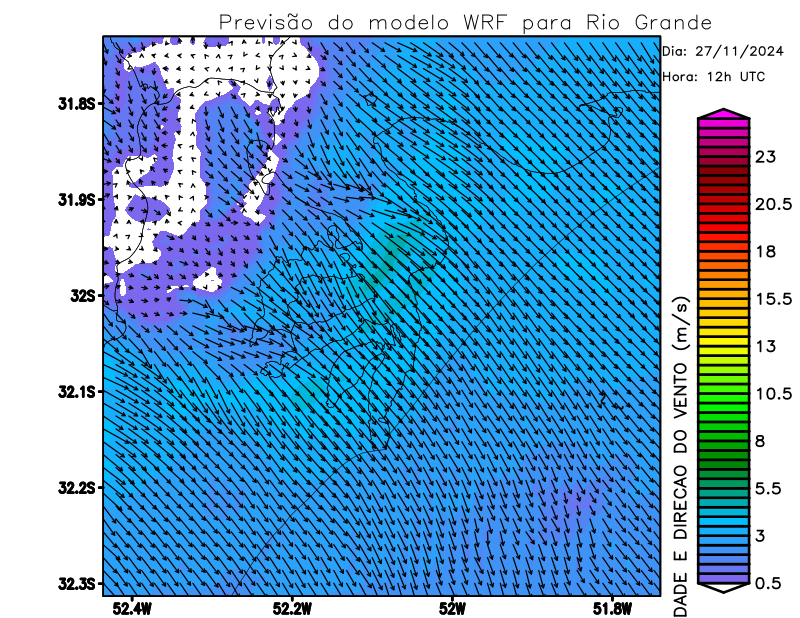 Previsão do modelo WRF para Rio Grande
Dia: 27/11/2024
Hora: 12h UTC
31.8S
31.9S
32S
32.1S
32.2S
32.3S
52.4W
52.2W
52W
51.8W
23
20.5
18
15.5
13
10.5
8
5.5
3
0.5
DADE E DIRECAO DO VENTO (m/s)